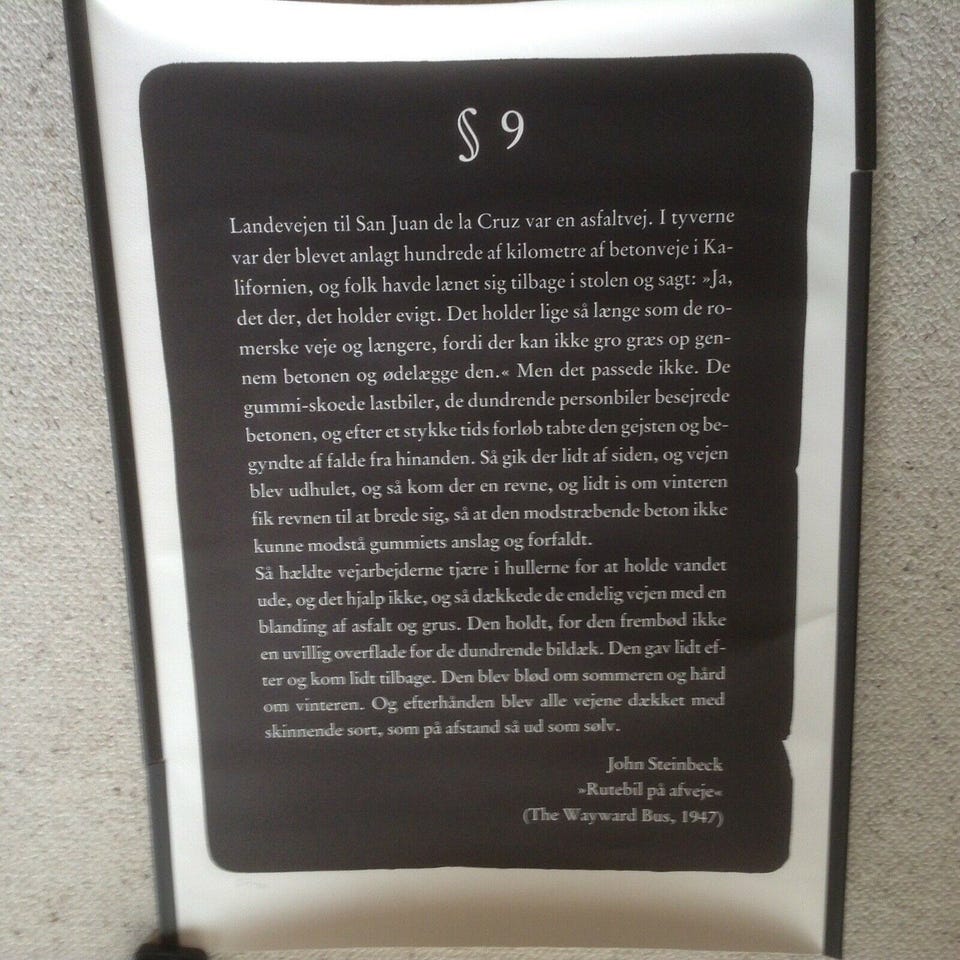 § 9
Landevejen til San Juan de la Cruz var en asfaltvej. I tyverne
var der blevet anlagt hundrede af kilometre af betonveje i Ka-
lifornien, og folk havde lænet sig tilbage i stolen og sagt: »Ja,
det der, det holder evigt. Det holder lige så længe som de ro-
merske veje og længere, fordi der kan ikke gro græs op gen-
nem betonen og ødelægge den.« Men det passede ikke. De
gummi-skoede lastbiler, de dundrende personbiler besejrede
betonen, og efter et stykke tids forløb tabte den gejsten og be-
gyndte af falde fra hinanden. Så gik der lidt af siden, og vejen
blev udhulet, og så kom der en revne, og lidt is om vinteren
fik revnen til at brede sig, så at den modstræbende beton ikke
kunne modstå gummiets anslag og forfaldt.
Så hældte vejarbejderne tjære i hullerne for at holde vandet
ude, og det hjalp ikke, og så dækkede de endelig vejen med en
blanding af asfalt og grus. Den holdt, for den frembød ikke
en uvillig overflade for de dundrende bildæk. Den gav lidt ef-
ter og kom lidt tilbage. Den blev blød om sommeren og hård
om vinteren. Og efterhånden blev alle vejene dækket med
skinnende sort, som på afstand så ud som sølv.
John Steinbeck
»Rutebil på afveje«
(The Wayward Bus, 1947)